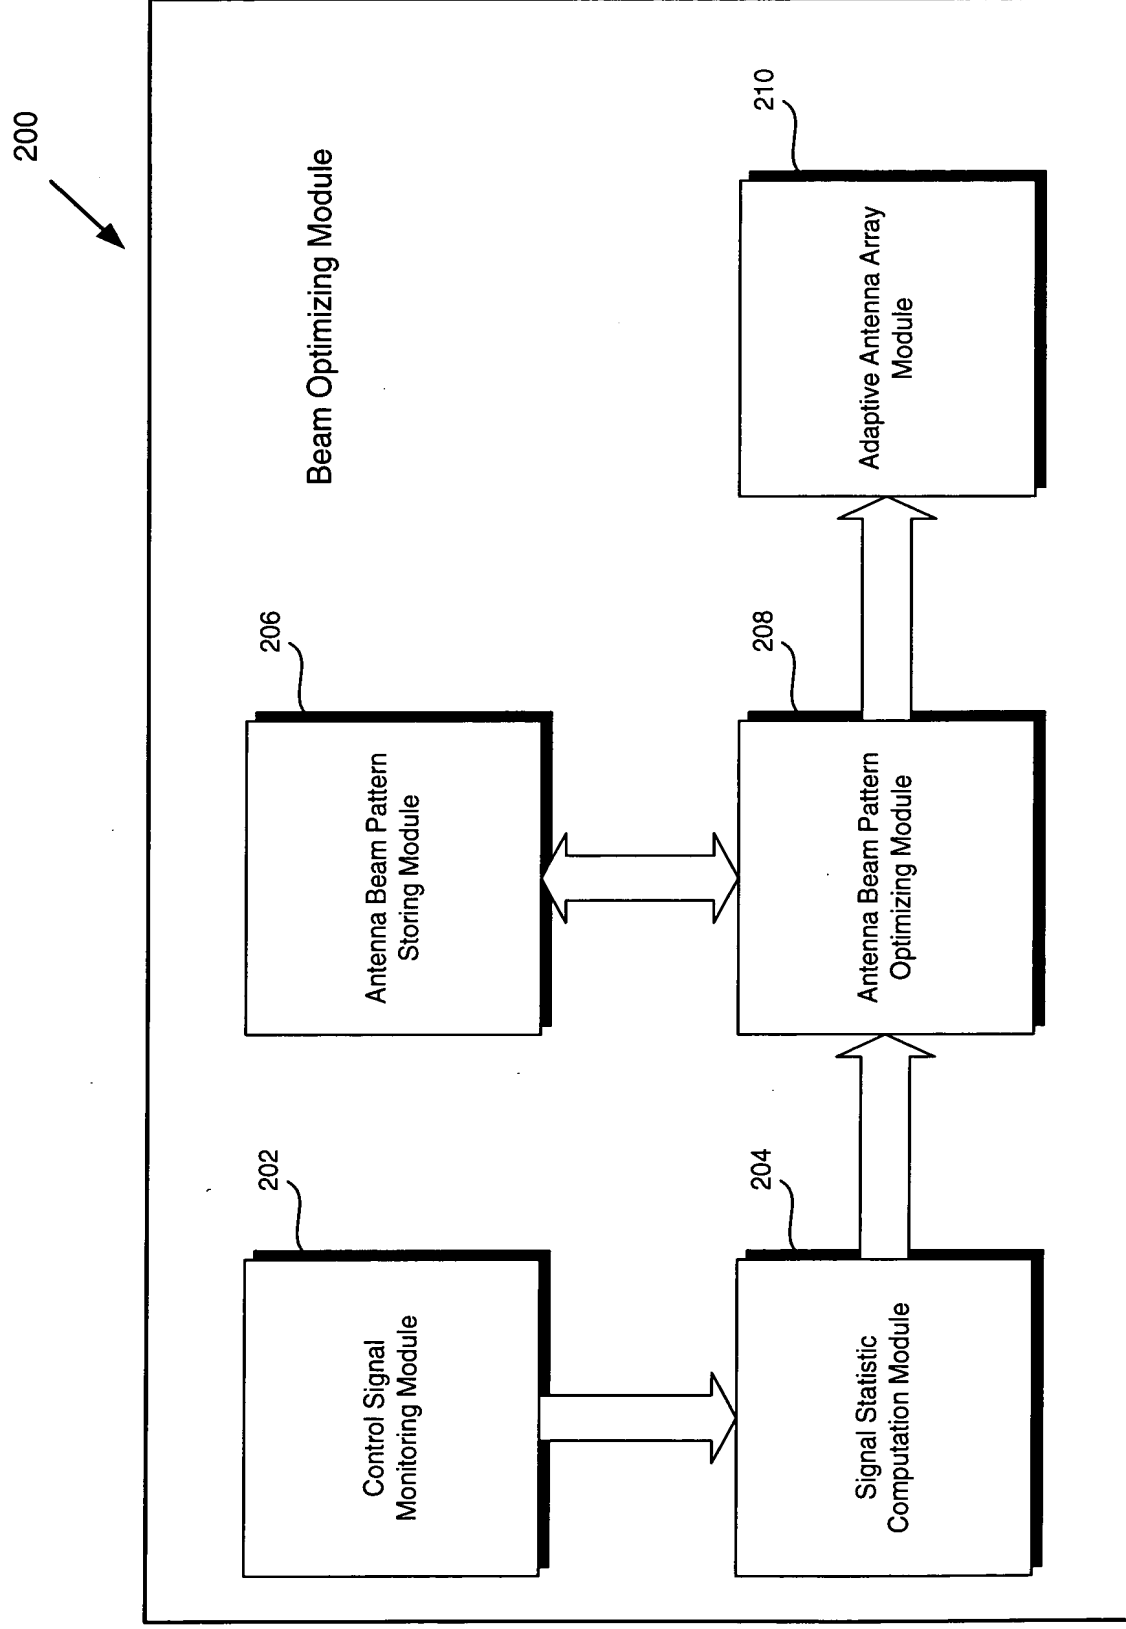 200
Beam Optimizing Module
202
Control Signal
Monitoring Module
206
Antenna Beam Pattern
Storing Module
204
Signal Statistic
Computation Module
208
Antenna Beam Pattern
Optimizing Module
210
Adaptive Antenna Array
Module